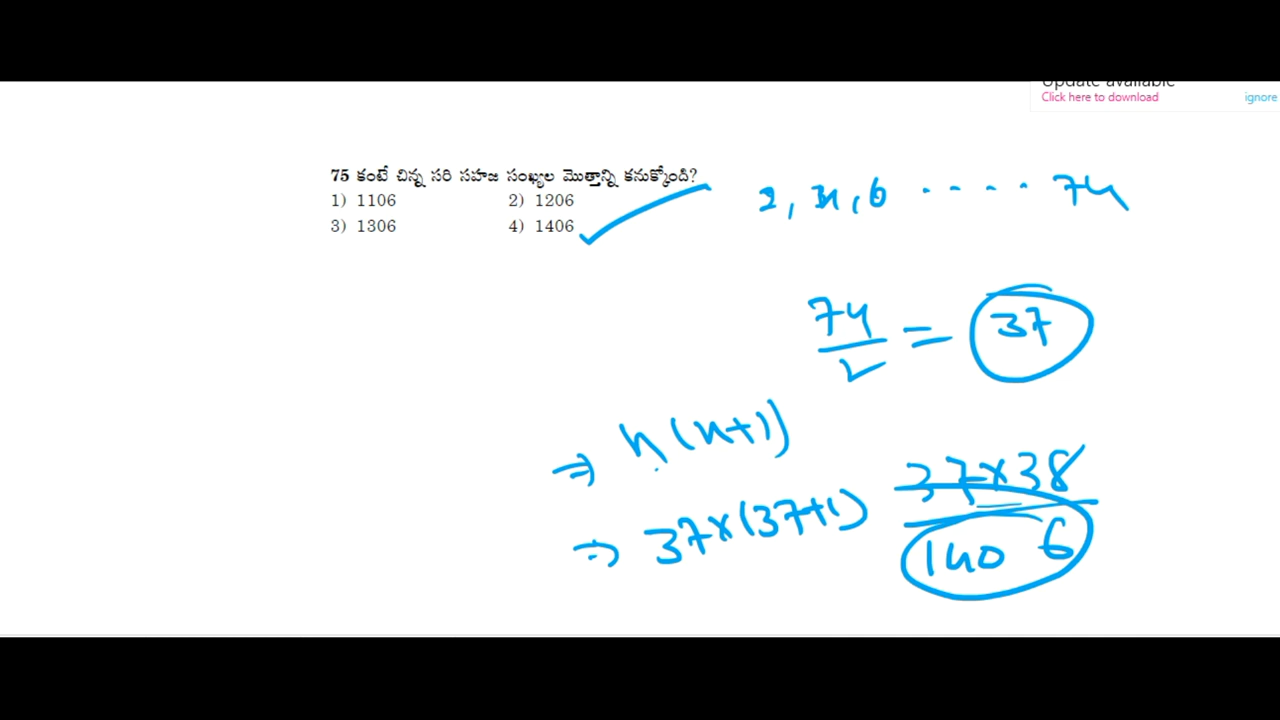 Update available
Click here to download ignore
75 కంటే చిన్న సరి సహజ సంఖ్యల మొత్తాన్ని కనుక్కోంది?
1) 1106 2) 1206
3) 1306 4) 1406
2, 4, 6 ..... 74
74/2 = 37
⇒ n(n+1)
⇒ 37×(37+1) 37×38
1406